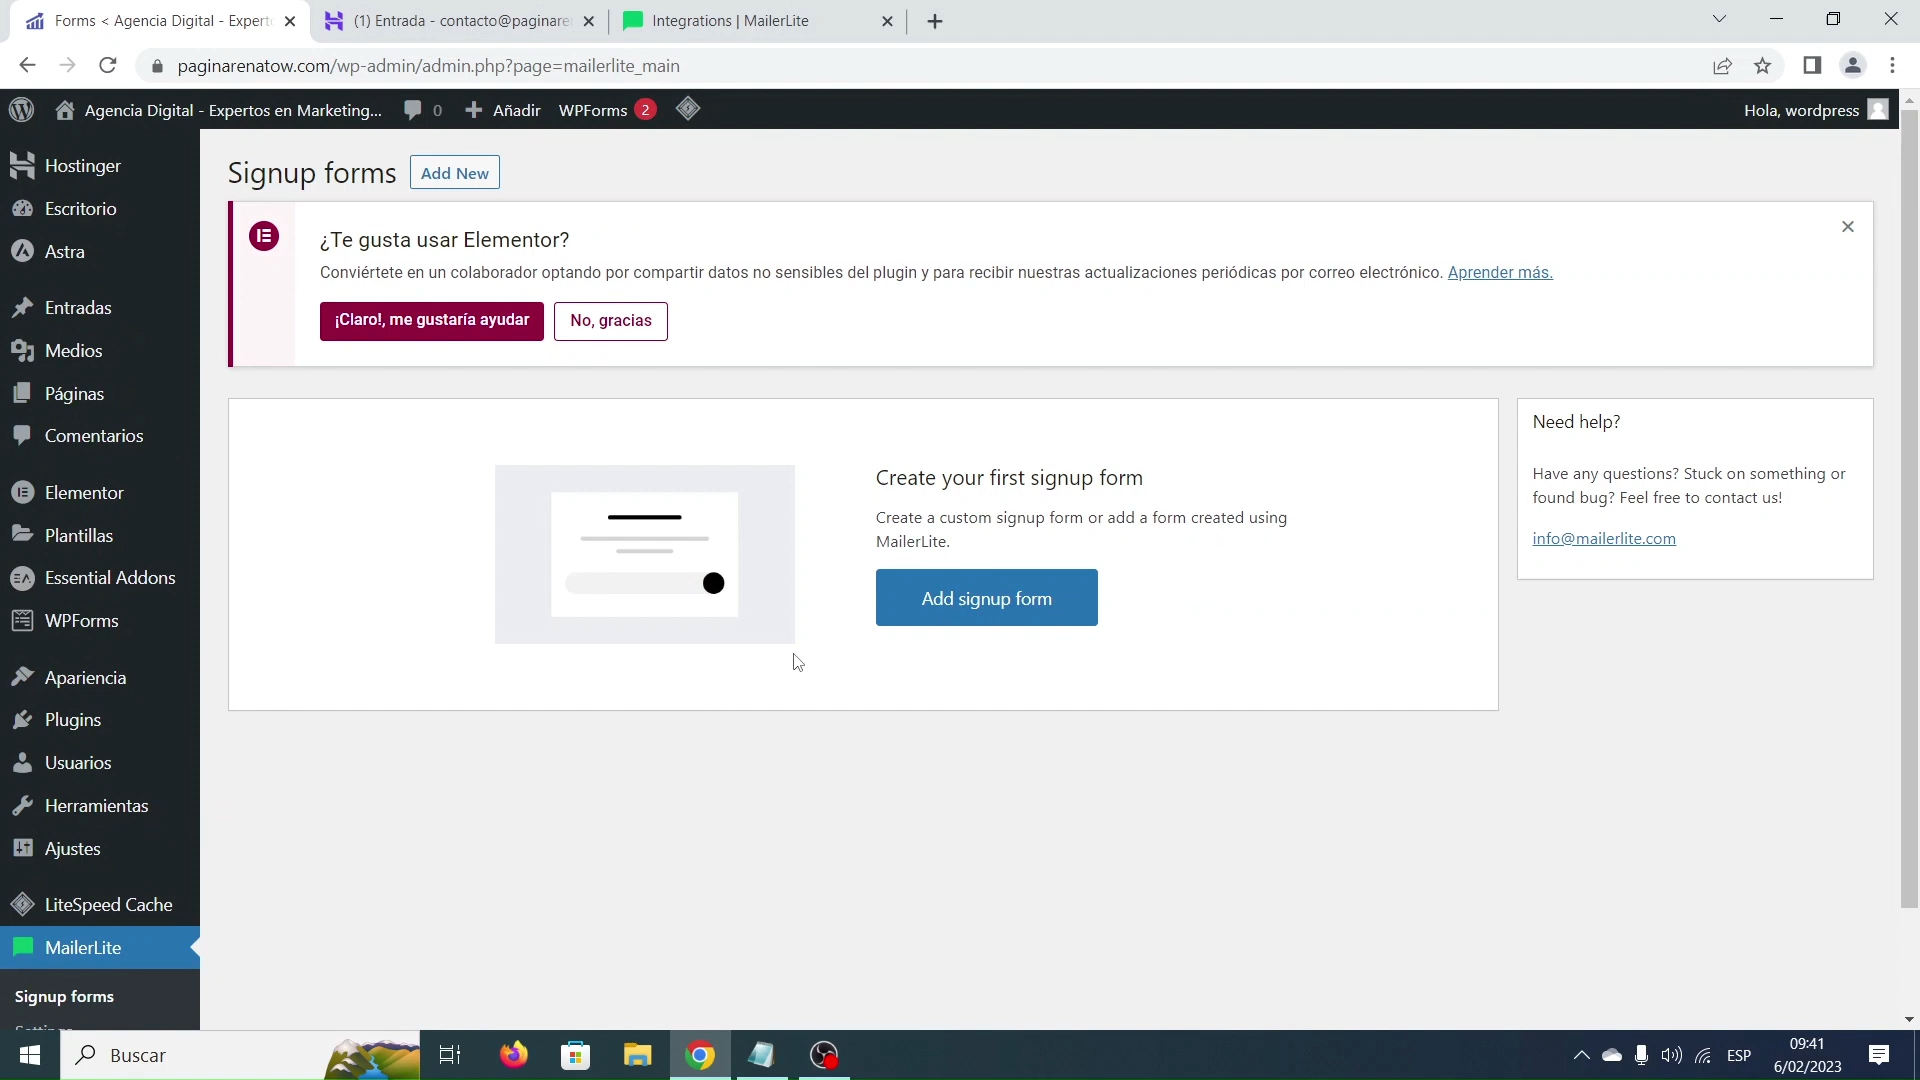 Forms < Agencia Digital - Experto
(1) Entrada - contacto@paginaren
Integrations | MailerLite
paginarenatow.com/wp-admin/admin.php?page=mailerlite_main
Agencia Digital - Expertos en Marketing...
0
Añadir
WPForms
2
Hola, wordpress
Hostinger
Escritorio
Astra
Entradas
Medios
Páginas
Comentarios
Elementor
Plantillas
Essential Addons
WPForms
Apariencia
Plugins
Usuarios
Herramientas
Ajustes
LiteSpeed Cache
MailerLite
Signup forms
Settings
Signup forms
Add New
¿Te gusta usar Elementor?
Conviértete en un colaborador optando por compartir datos no sensibles del plugin y para recibir nuestras actualizaciones periódicas por correo electrónico. Aprender más.
¡Claro!, me gustaría ayudar
No, gracias
Create your first signup form
Create a custom signup form or add a form created using
MailerLite.
Add signup form
Need help?
Have any questions? Stuck on something or
found bug? Feel free to contact us!
info@mailerlite.com
Buscar
ESP
09:41
6/02/2023